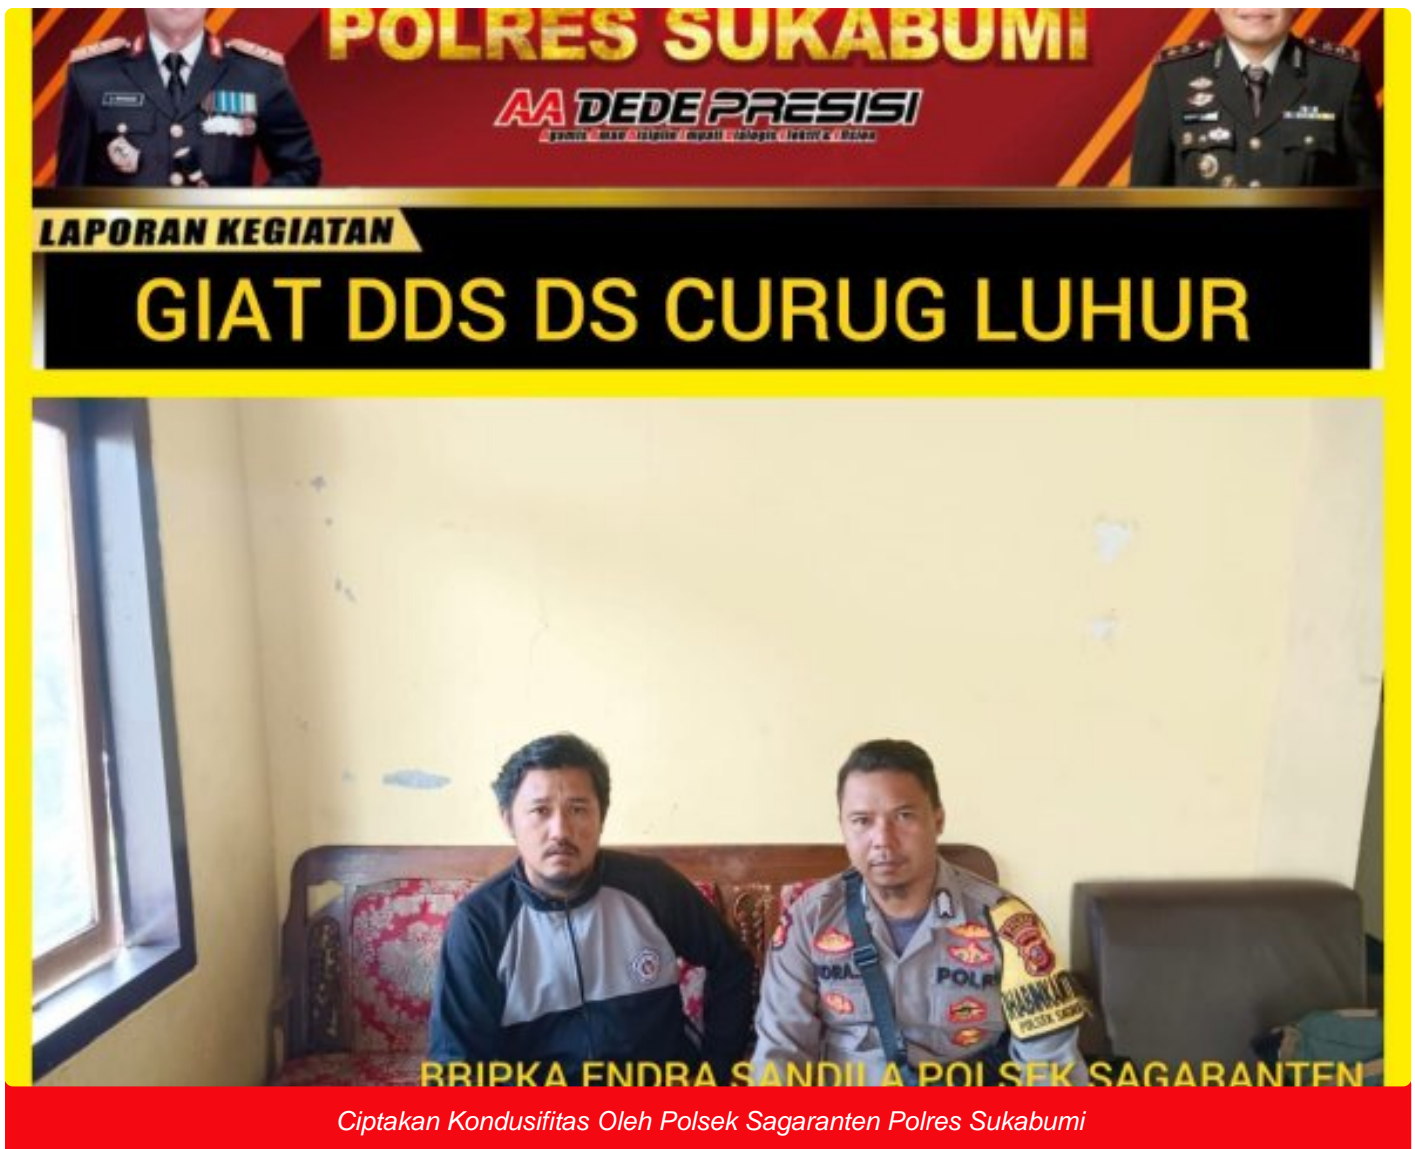 POLRES SUKABUMI
AA DEDE PRESISI
LAPORAN KEGIATAN
GIAT DDS DS CURUG LUHUR
POLRI
BRIPKA ENDRA SANDILA POLSEK SAGARANTEN
Ciptakan Kondusifitas Oleh Polsek Sagaranten Polres Sukabumi